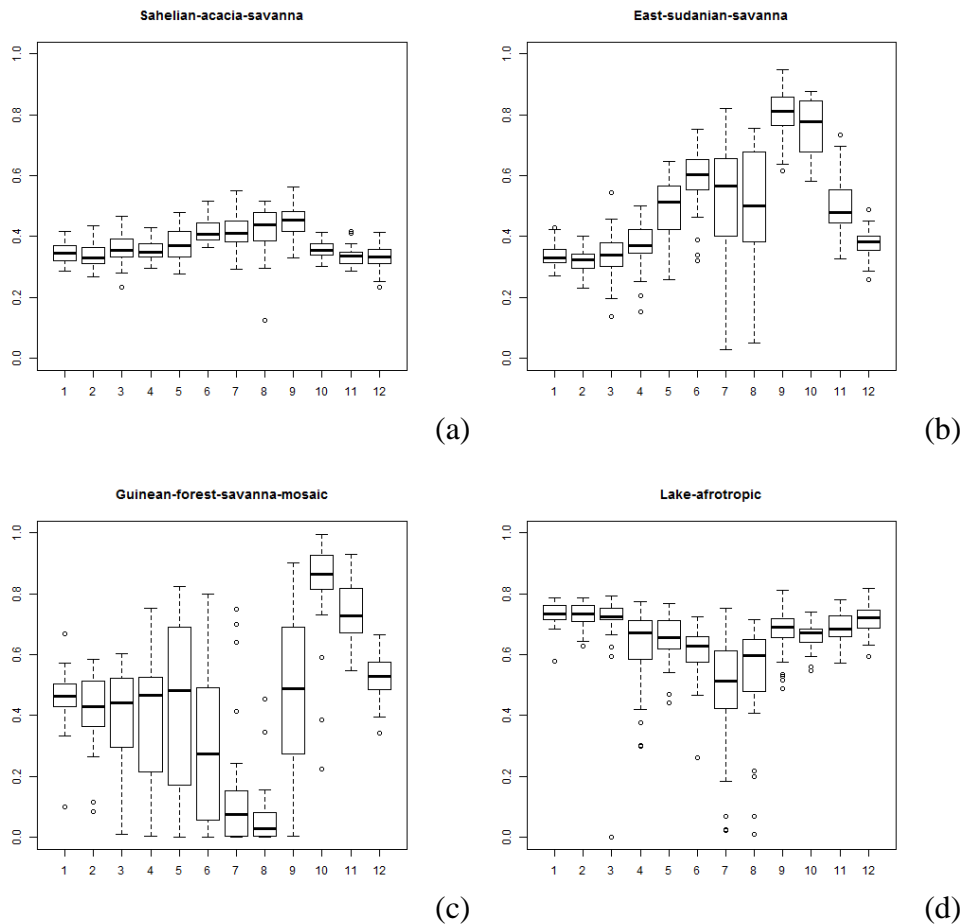 Sahelian-acacia-savanna
1.0
0.8
0.6
0.4
0.2
0.0
1 2 3 4 5 6 7 8 9 10 11 12
(a)
East-sudanian-savanna
1.0
0.8
0.6
0.4
0.2
0.0
1 2 3 4 5 6 7 8 9 10 11 12
(b)
Guinean-forest-savanna-mosaic
1.0
0.8
0.6
0.4
0.2
0.0
1 2 3 4 5 6 7 8 9 10 11 12
(c)
Lake-afrotropic
1.0
0.8
0.6
0.4
0.2
0.0
1 2 3 4 5 6 7 8 9 10 11 12
(d)